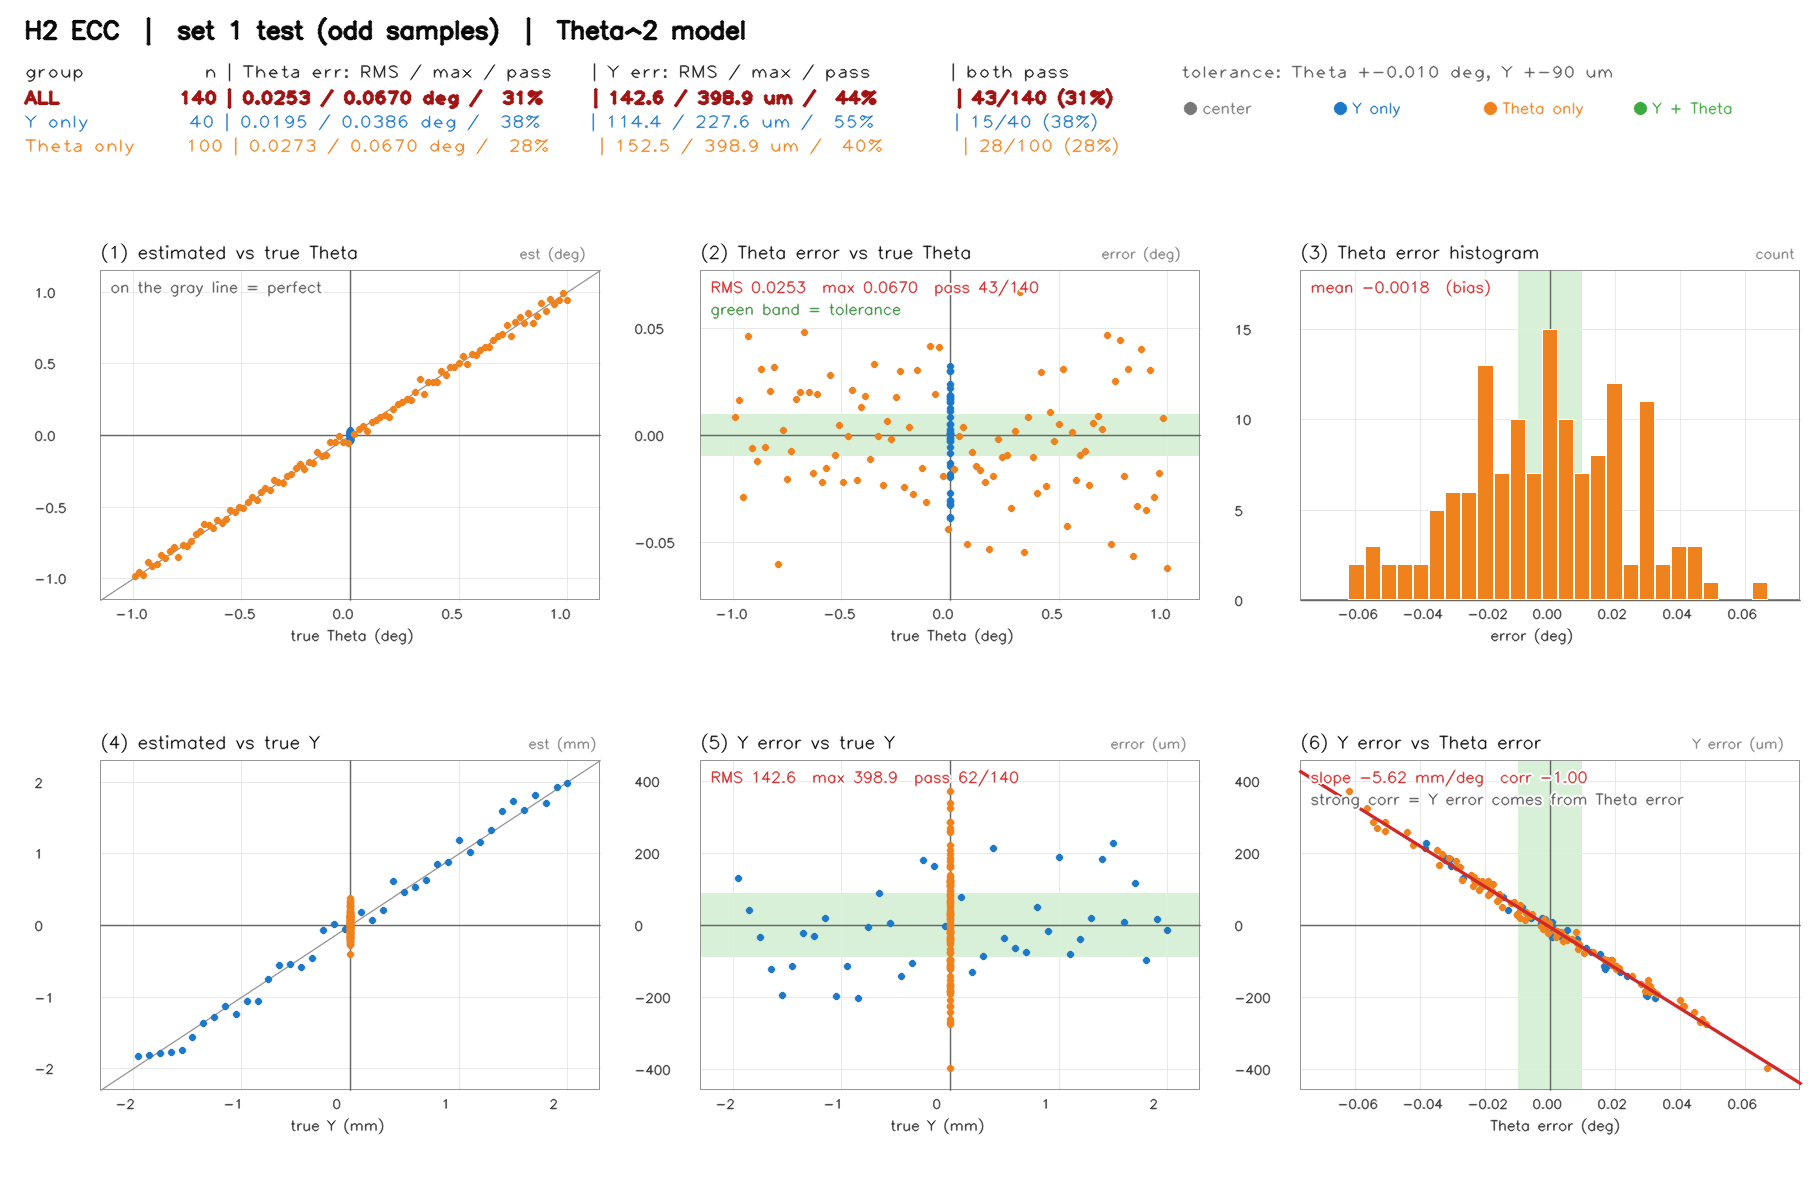 H2 ECC | set 1 test (odd samples) | Theta^2 model
group n | Theta err: RMS / max / pass | Y err: RMS / max / pass | both pass
ALL 140 | 0.0253 / 0.0670 deg / 31% | 142.6 / 398.9 um / 44% | 43/140 (31%)
Y only 40 | 0.0195 / 0.0386 deg / 38% | 114.4 / 227.6 um / 55% | 15/40 (38%)
Theta only 100 | 0.0273 / 0.0670 deg / 28% | 152.5 / 398.9 um / 40% | 28/100 (28%)
tolerance: Theta +-0.010 deg, Y +-90 um
center Y only Theta only Y + Theta
(1) estimated vs true Theta est (deg)
on the gray line = perfect
1.0
0.5
0.0
-0.5
-1.0
-1.0 -0.5 0.0 0.5 1.0
true Theta (deg)
(2) Theta error vs true Theta error (deg)
RMS 0.0253 max 0.0670 pass 43/140
green band = tolerance
0.05
0.00
-0.05
-1.0 -0.5 0.0 0.5 1.0
true Theta (deg)
(3) Theta error histogram count
mean -0.0018 (bias)
15
10
5
0
-0.06 -0.04 -0.02 0.00 0.02 0.04 0.06
error (deg)
(4) estimated vs true Y est (mm)
2
1
0
-1
-2
-2 -1 0 1 2
true Y (mm)
(5) Y error vs true Y error (um)
RMS 142.6 max 398.9 pass 62/140
400
200
0
-200
-400
-2 -1 0 1 2
true Y (mm)
(6) Y error vs Theta error Y error (um)
slope -5.62 mm/deg corr -1.00
strong corr = Y error comes from Theta error
400
200
0
-200
-400
-0.06 -0.04 -0.02 0.00 0.02 0.04 0.06
Theta error (deg)